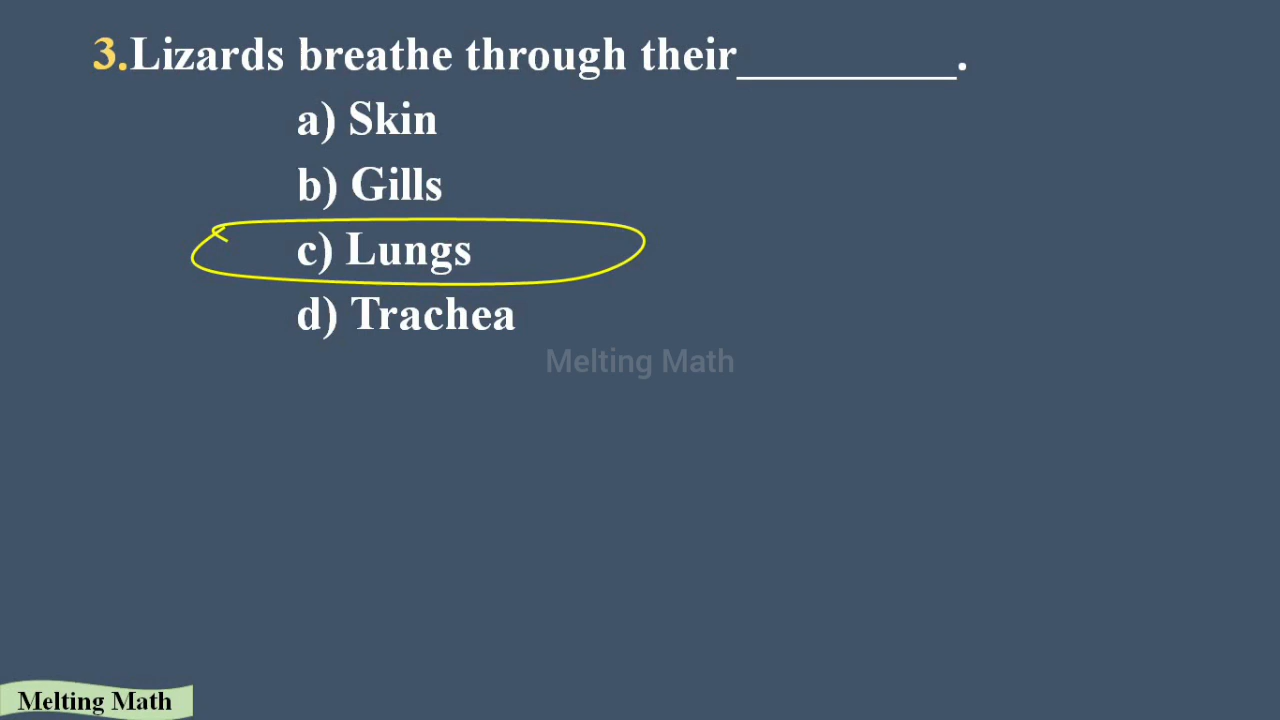 3.Lizards breathe through their__________.
a) Skin
b) Gills
c) Lungs
d) Trachea
Melting Math
Melting Math